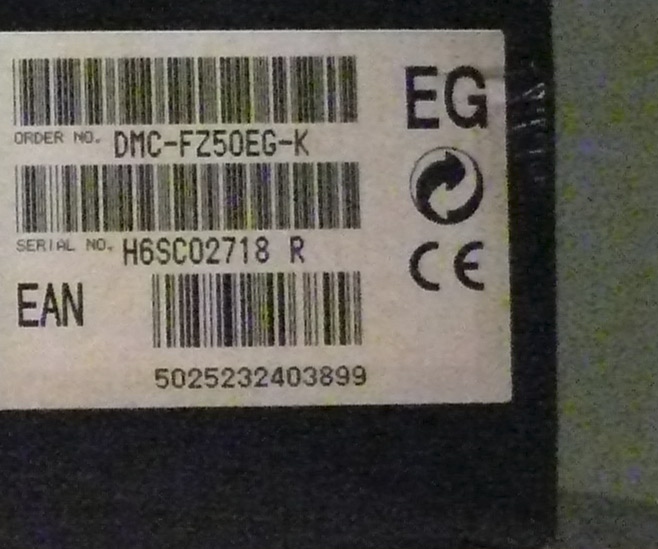 EG
ORDER NO. DMC-FZ50EG-K
SERIAL NO. H6SC02718 R
CE
EAN
5025232403899